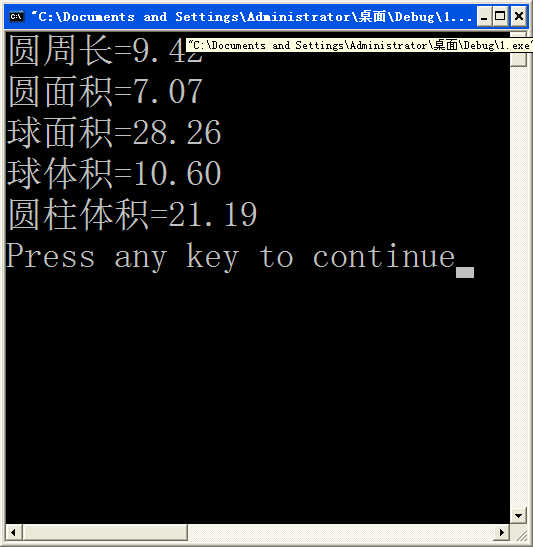 "C:\Documents and Settings\Administrator\桌面\Debug\1...
"C:\Documents and Settings\Administrator\桌面\Debug\1.exe"
圆周长=9.42
圆面积=7.07
球面积=28.26
球体积=10.60
圆柱体积=21.19
Press any key to continue